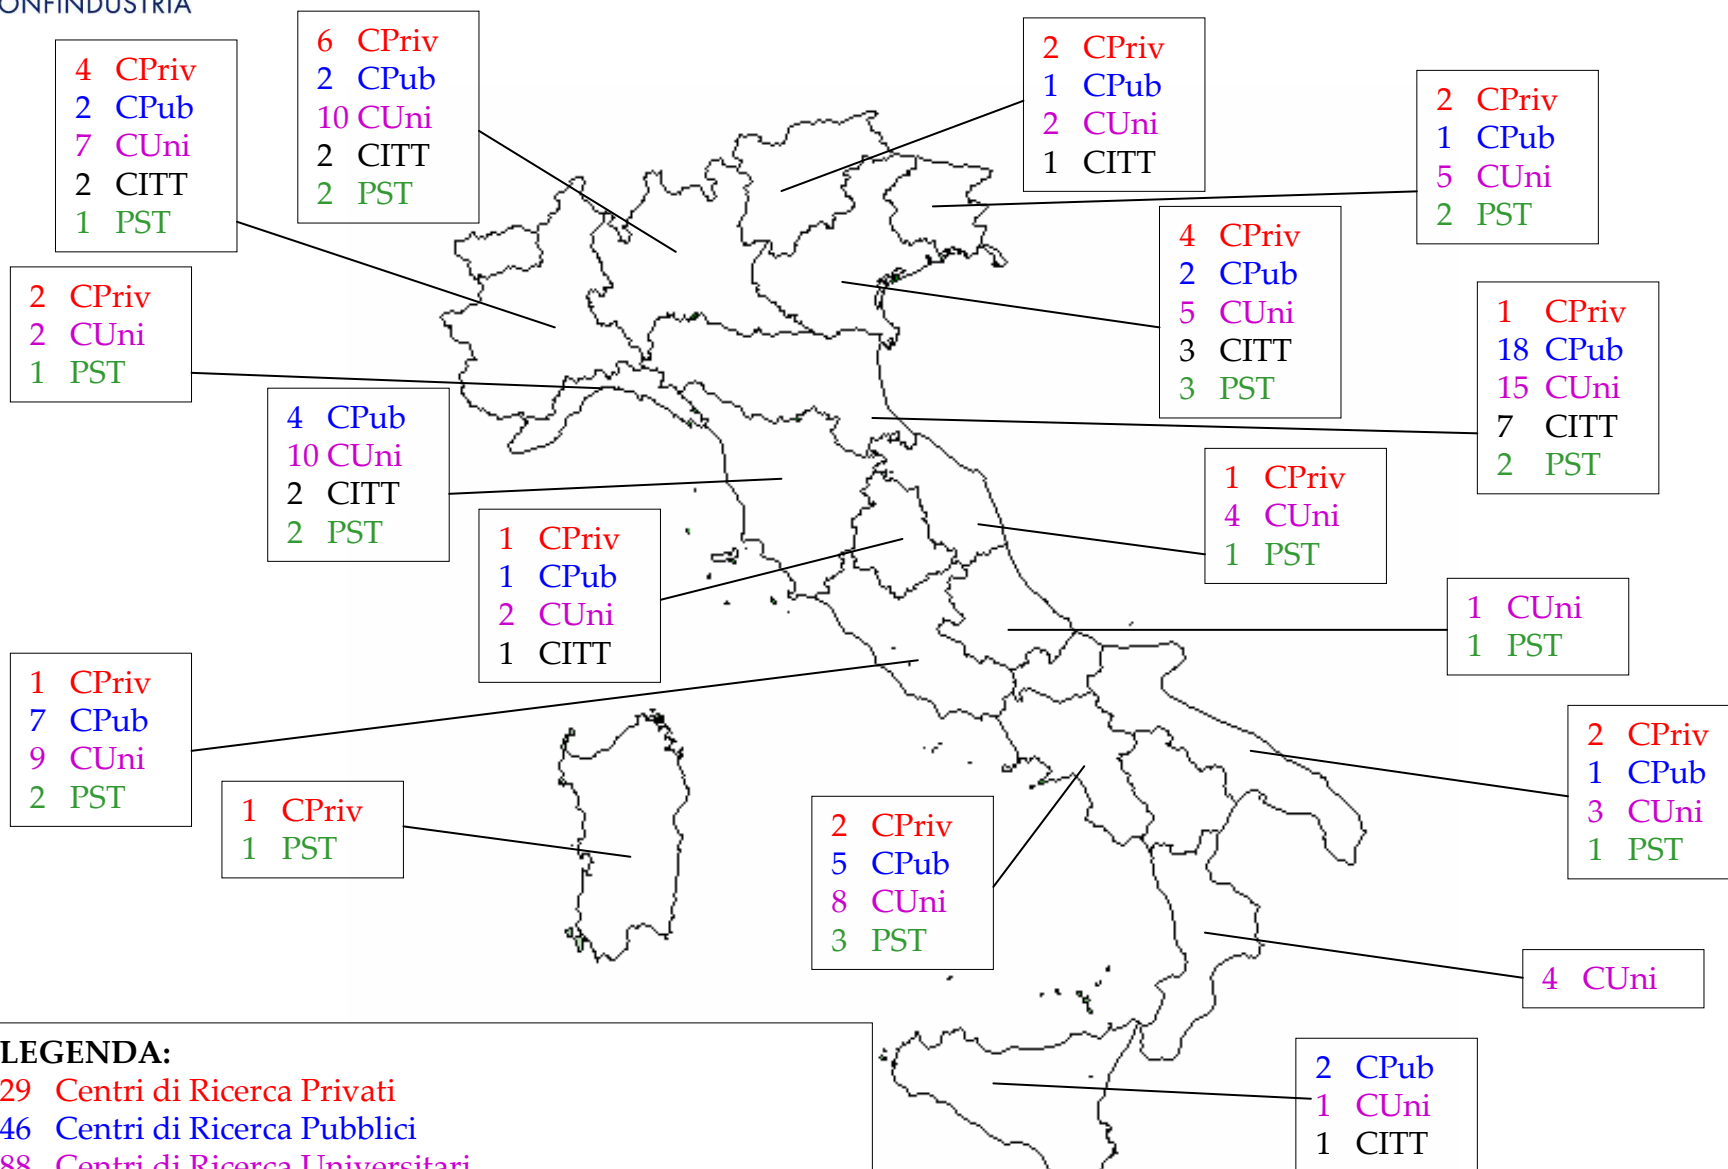 ONFINDUSTRIA
4 CPriv
2 CPub
7 CUni
2 CITT
1 PST
6 CPriv
2 CPub
10 CUni
2 CITT
2 PST
2 CPriv
1 CPub
2 CUni
1 CITT
2 CPriv
1 CPub
5 CUni
2 PST
2 CPriv
2 CUni
1 PST
4 CPriv
2 CPub
5 CUni
3 CITT
3 PST
1 CPriv
18 CPub
15 CUni
7 CITT
2 PST
4 CPub
10 CUni
2 CITT
2 PST
1 CPriv
4 CUni
1 PST
1 CPriv
1 CPub
2 CUni
1 CITT
1 CUni
1 PST
1 CPriv
7 CPub
9 CUni
2 PST
2 CPriv
1 CPub
3 CUni
1 PST
1 CPriv
1 PST
2 CPriv
5 CPub
8 CUni
3 PST
4 CUni
2 CPub
1 CUni
1 CITT
LEGENDA:
29 Centri di Ricerca Privati
46 Centri di Ricerca Pubblici
88 Centri di Ricerca Universitari